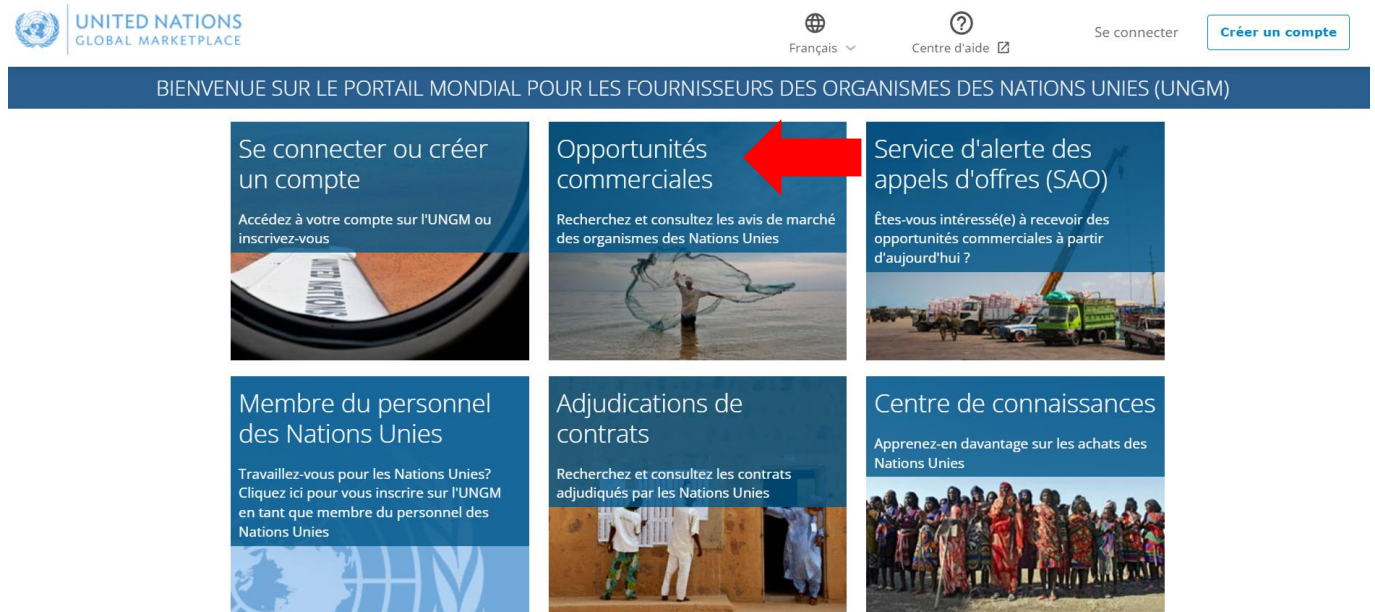 UNITED NATIONS
GLOBAL MARKETPLACE
Français
Centre d'aide
Se connecter
Créer un compte
BIENVENUE SUR LE PORTAIL MONDIAL POUR LES FOURNISSEURS DES ORGANISMES DES NATIONS UNIES (UNGM)
Se connecter ou créer
un compte
Accédez à votre compte sur l'UNGM ou
inscrivez-vous
UNITED NATIONS
Opportunités
commerciales
Recherchez et consultez les avis de marché
des organismes des Nations Unies
Service d'alerte des
appels d'offres (SAO)
Êtes-vous intéressé(e) à recevoir des
opportunités commerciales à partir
d'aujourd'hui ?
Membre du personnel
des Nations Unies
Travaillez-vous pour les Nations Unies?
Cliquez ici pour vous inscrire sur l'UNGM
en tant que membre du personnel des
Nations Unies
Adjudications de
contrats
Recherchez et consultez les contrats
adjudiqués par les Nations Unies
Centre de connaissances
Apprenez-en davantage sur les achats des
Nations Unies